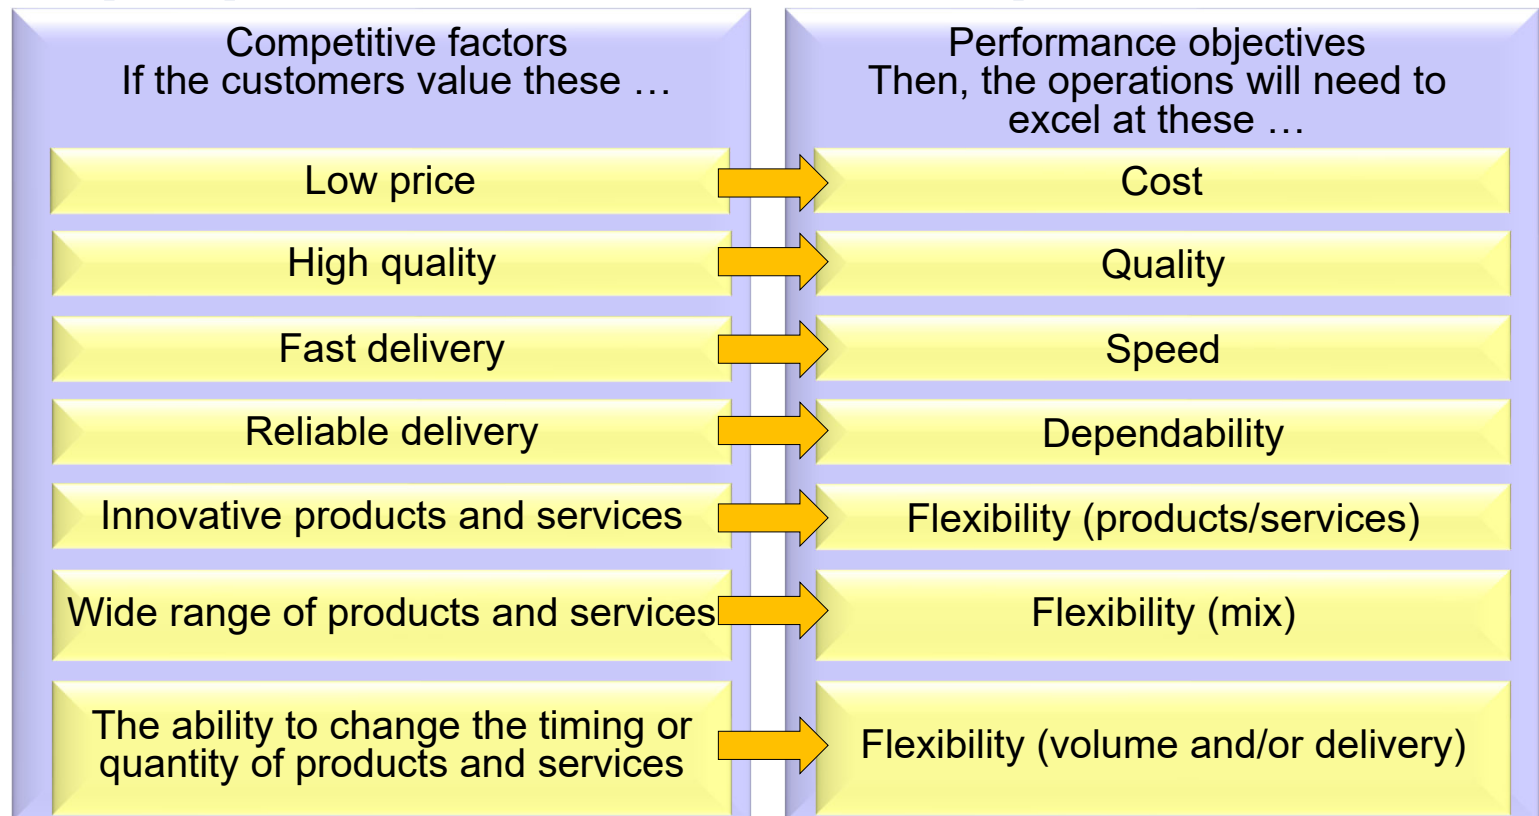 Competitive factors
If the customers value these …
Performance objectives
Then, the operations will need to
excel at these …
Low price
Cost
High quality
Quality
Fast delivery
Speed
Reliable delivery
Dependability
Innovative products and services
Flexibility (products/services)
Wide range of products and services
Flexibility (mix)
The ability to change the timing or
quantity of products and services
Flexibility (volume and/or delivery)